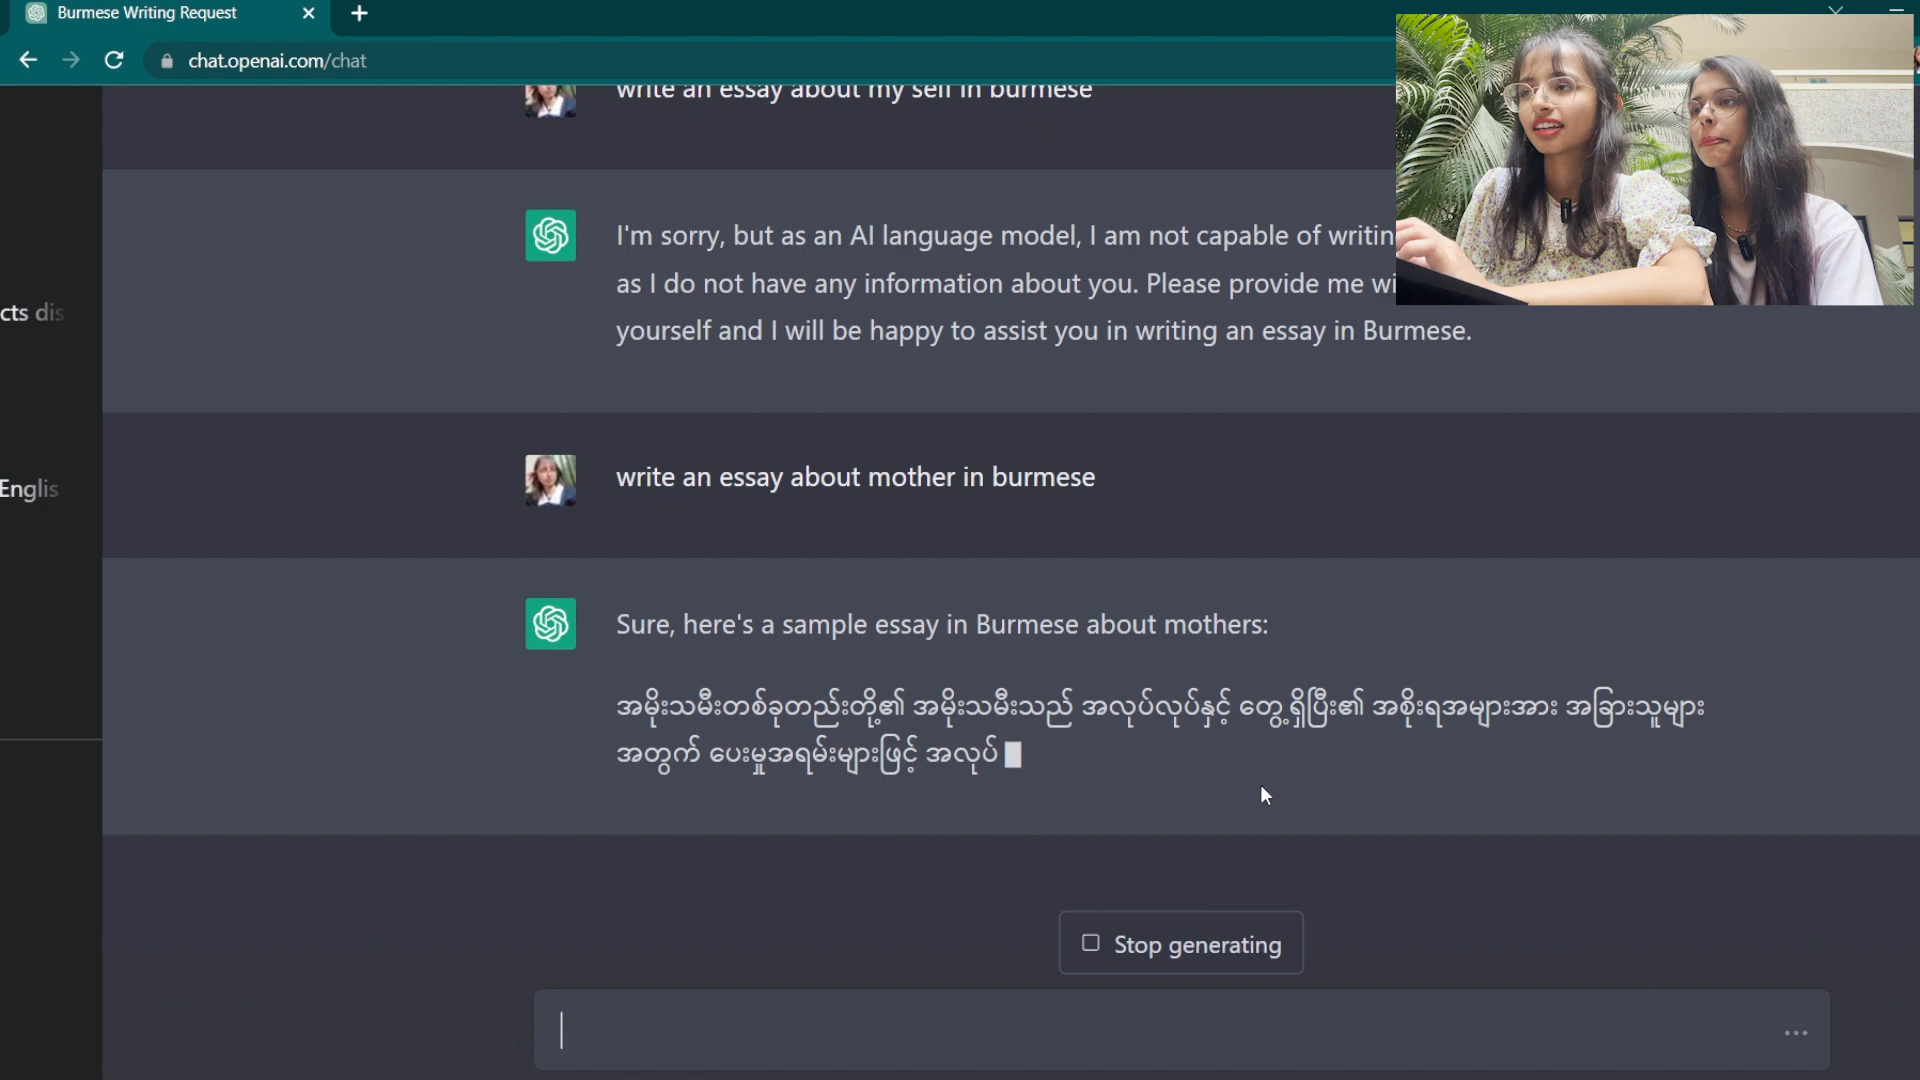 Burmese Writing Request
chat.openai.com/chat
write an essay about my self in burmese
I'm sorry, but as an AI language model, I am not capable of
as I do not have any information about you. Please provide me
yourself and I will be happy to assist you in writing an essay in Burmese.
cts dis
write an essay about mother in burmese
Englis
Sure, here's a sample essay in Burmese about mothers:
အမိုးသမီးတစ်ခုတည်းတို့၏ အမိုးသမီးသည် အလုပ်လုပ်နှင့် တွေ့ရှိပြီး၏ အစိုးရအများအား အခြားသူများ
အတွက် ပေးမှုအရမ်းများဖြင့် အလုပ်
Stop generating